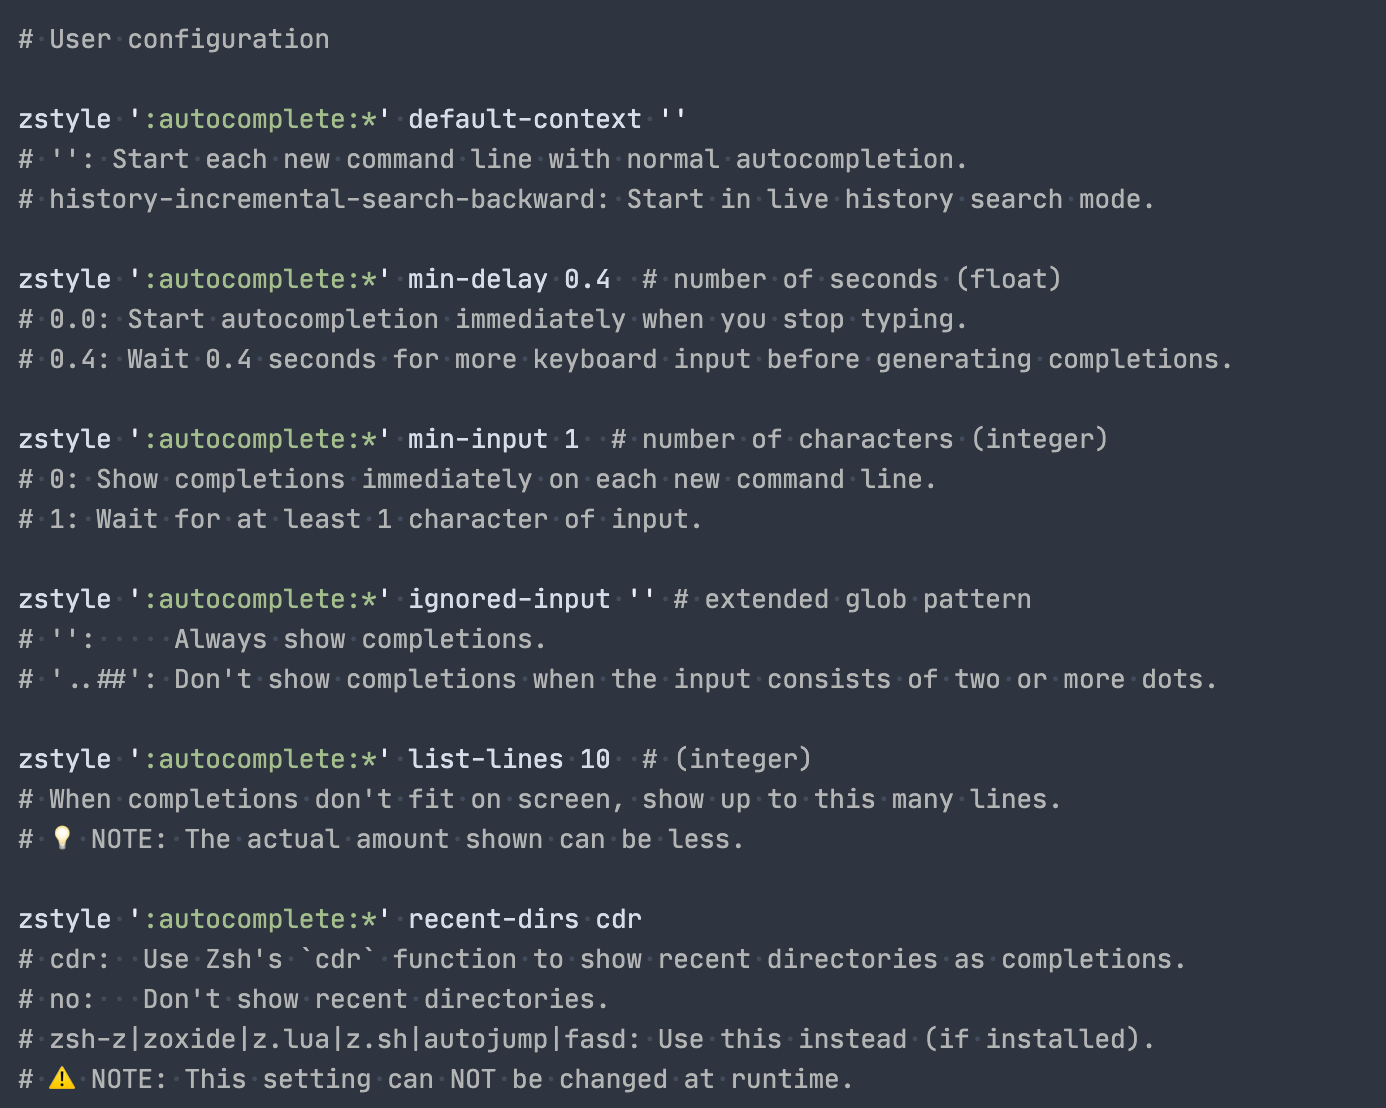 # User configuration

zstyle ':autocomplete:*' default-context ''
# '': Start each new command line with normal autocompletion.
# history-incremental-search-backward: Start in live history search mode.

zstyle ':autocomplete:*' min-delay 0.4  # number of seconds (float)
# 0.0: Start autocompletion immediately when you stop typing.
# 0.4: Wait 0.4 seconds for more keyboard input before generating completions.

zstyle ':autocomplete:*' min-input 1  # number of characters (integer)
# 0: Show completions immediately on each new command line.
# 1: Wait for at least 1 character of input.

zstyle ':autocomplete:*' ignored-input '' # extended glob pattern
# '':     Always show completions.
# '..##': Don't show completions when the input consists of two or more dots.

zstyle ':autocomplete:*' list-lines 10  # (integer)
# When completions don't fit on screen, show up to this many lines.
# 💡 NOTE: The actual amount shown can be less.

zstyle ':autocomplete:*' recent-dirs cdr
# cdr:  Use Zsh's `cdr` function to show recent directories as completions.
# no:   Don't show recent directories.
# zsh-z|zoxide|z.lua|z.sh|autojump|fasd: Use this instead (if installed).
# ⚠️ NOTE: This setting can NOT be changed at runtime.